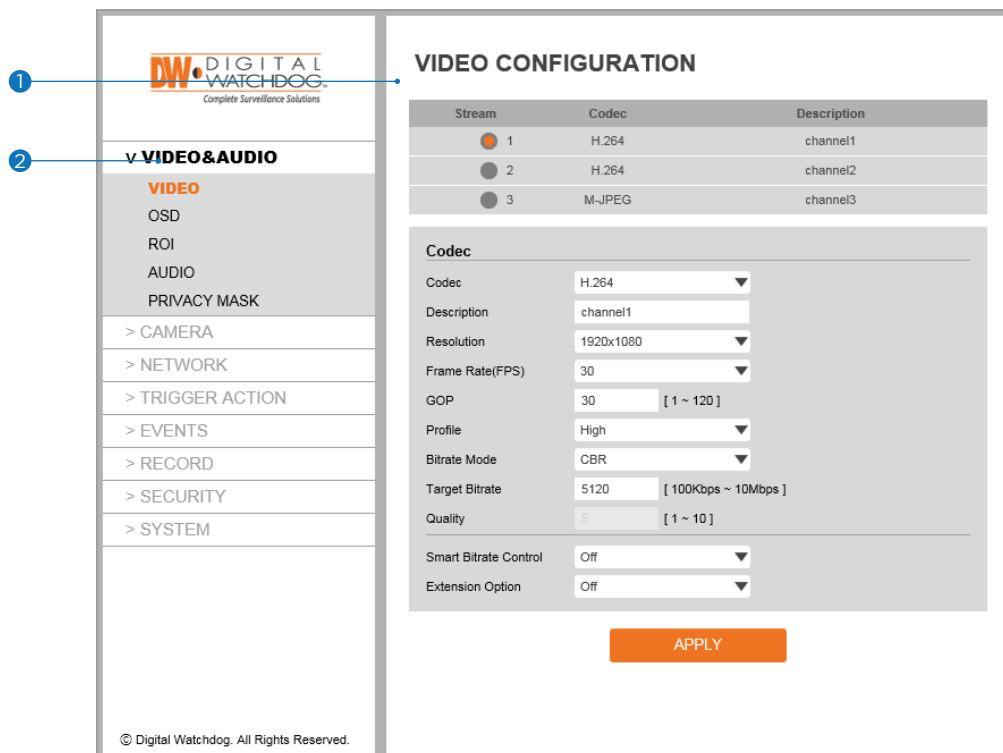 1
2
DW DIGITAL
WATCHDOG™
Complete Surveillance Solutions
v VIDEO&AUDIO
VIDEO
OSD
ROI
AUDIO
PRIVACY MASK
> CAMERA
> NETWORK
> TRIGGER ACTION
> EVENTS
> RECORD
> SECURITY
> SYSTEM
© Digital Watchdog. All Rights Reserved.
VIDEO CONFIGURATION
Stream Codec Description
1 H.264 channel1
2 H.264 channel2
3 M-JPEG channel3
Codec
Codec H.264
Description channel1
Resolution 1920x1080
Frame Rate(FPS) 30
GOP 30 [ 1 ~ 120 ]
Profile High
Bitrate Mode CBR
Target Bitrate 5120 [ 100Kbps ~ 10Mbps ]
Quality 5 [ 1 ~ 10 ]
Smart Bitrate Control Off
Extension Option Off
APPLY